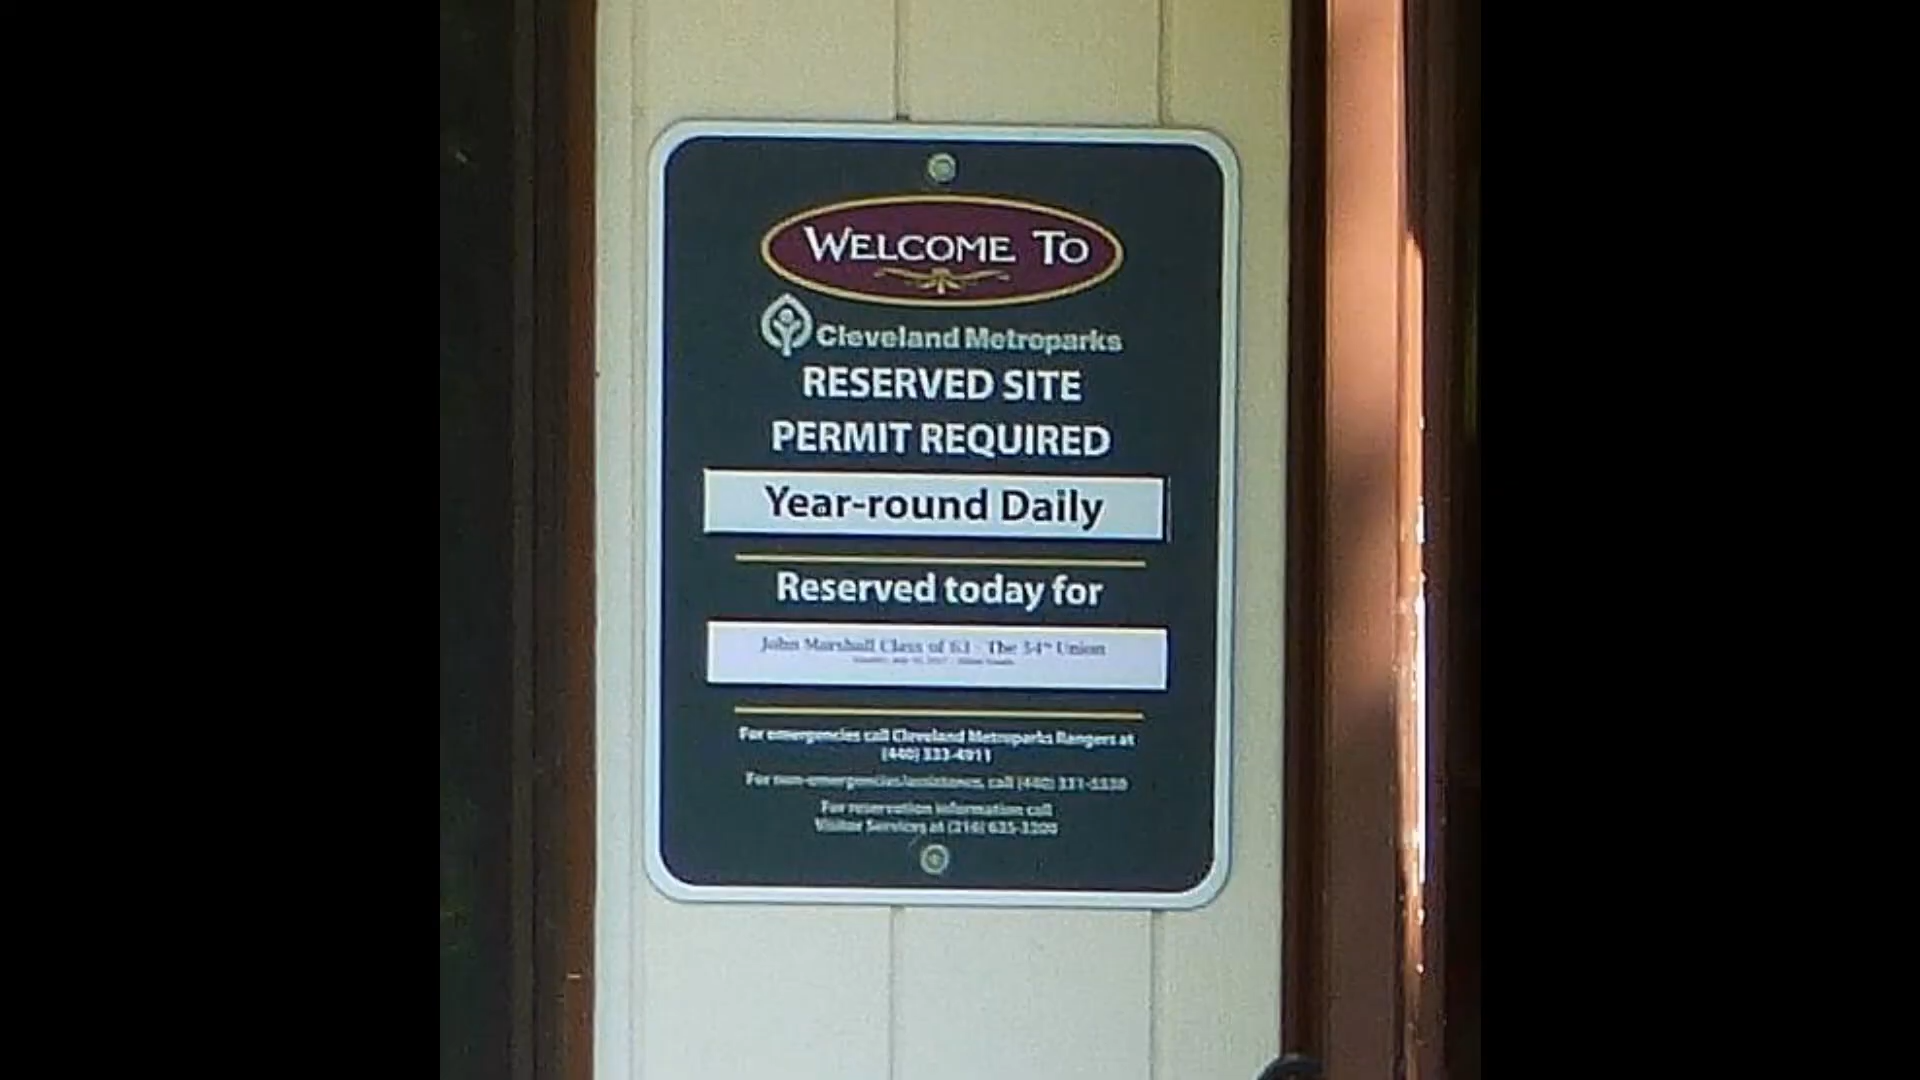 WELCOME TO
Cleveland Metroparks
RESERVED SITE
PERMIT REQUIRED
Year-round Daily
Reserved today for
John Marshall Class of 63 - The 54th Union
For emergencies call Cleveland Metroparks Rangers at
(440) 333-4911
For non-emergencies/assistance, call (440) 331-5530
For reservation information call
Visitor Services at (216) 635-3200